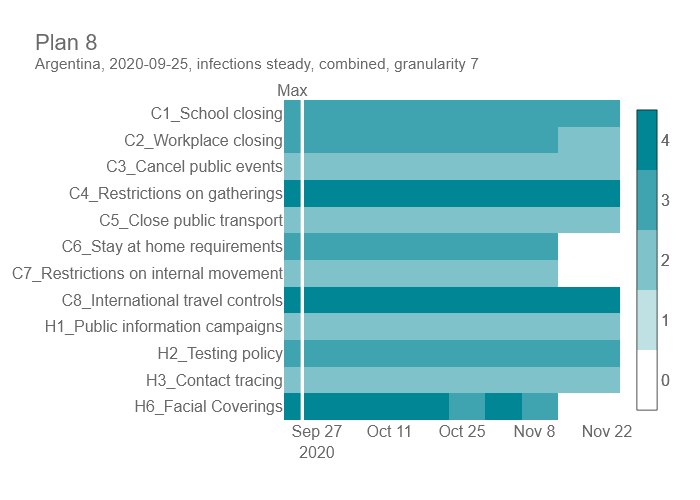 Plan 8
Argentina, 2020-09-25, infections steady, combined, granularity 7
Max
C1_School closing
C2_Workplace closing
C3_Cancel public events
C4_Restrictions on gatherings
C5_Close public transport
C6_Stay at home requirements
C7_Restrictions on internal movement
C8_International travel controls
H1_Public information campaigns
H2_Testing policy
H3_Contact tracing
H6_Facial Coverings
Sep 27 Oct 11 Oct 25 Nov 8 Nov 22
2020
4
3
2
1
0